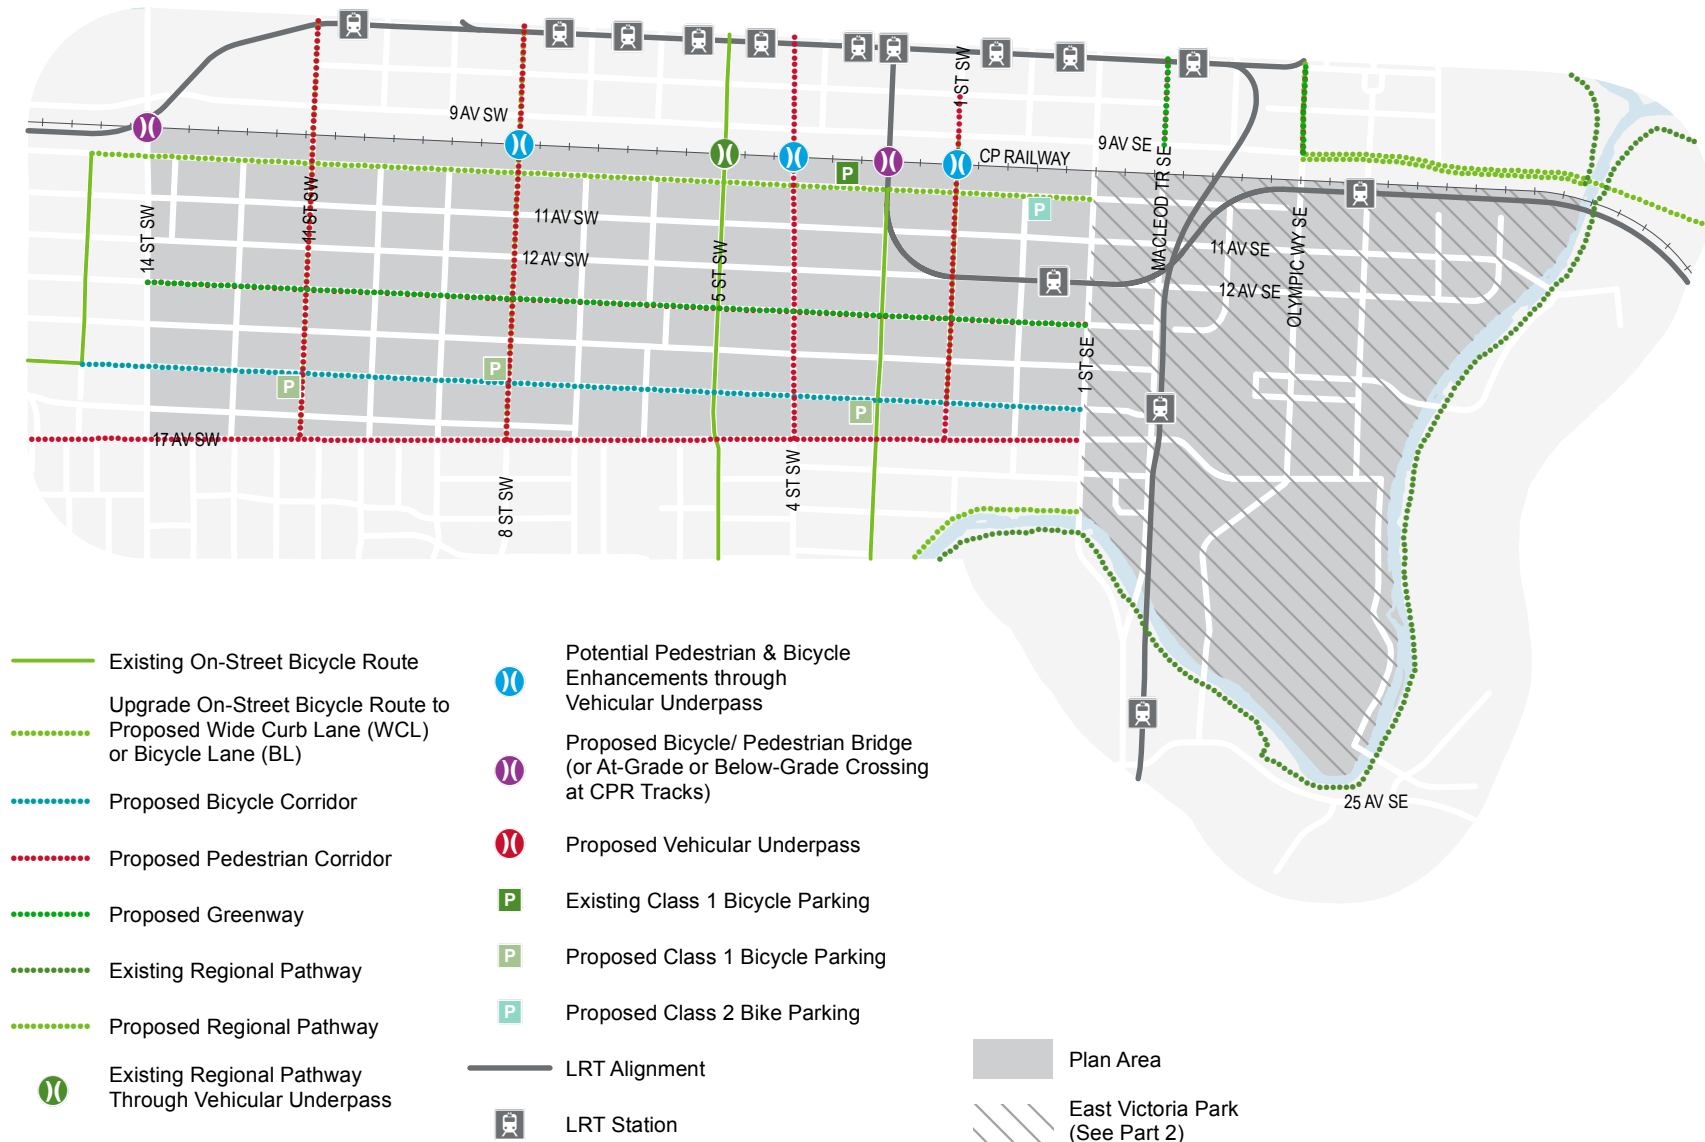 1 ST SW
9 AV SW
9 AV SE
CP RAILWAY
MACLEOD TR SE
P
P
14 ST SW
11 ST SW
11 AV SW
5 ST SW
11 AV SE
OLYMPIC WY SE
12 AV SW
12 AV SE
1 ST SE
P
P
P
17 AV SW
8 ST SW
4 ST SW
25 AV SE
Existing On-Street Bicycle Route
Upgrade On-Street Bicycle Route to
Proposed Wide Curb Lane (WCL)
or Bicycle Lane (BL)
Proposed Bicycle Corridor
Proposed Pedestrian Corridor
Proposed Greenway
Existing Regional Pathway
Proposed Regional Pathway
Existing Regional Pathway
Through Vehicular Underpass
Potential Pedestrian & Bicycle
Enhancements through
Vehicular Underpass
Proposed Bicycle/ Pedestrian Bridge
(or At-Grade or Below-Grade Crossing
at CPR Tracks)
Proposed Vehicular Underpass
P Existing Class 1 Bicycle Parking
P Proposed Class 1 Bicycle Parking
P Proposed Class 2 Bike Parking
LRT Alignment
LRT Station
Plan Area
East Victoria Park
(See Part 2)